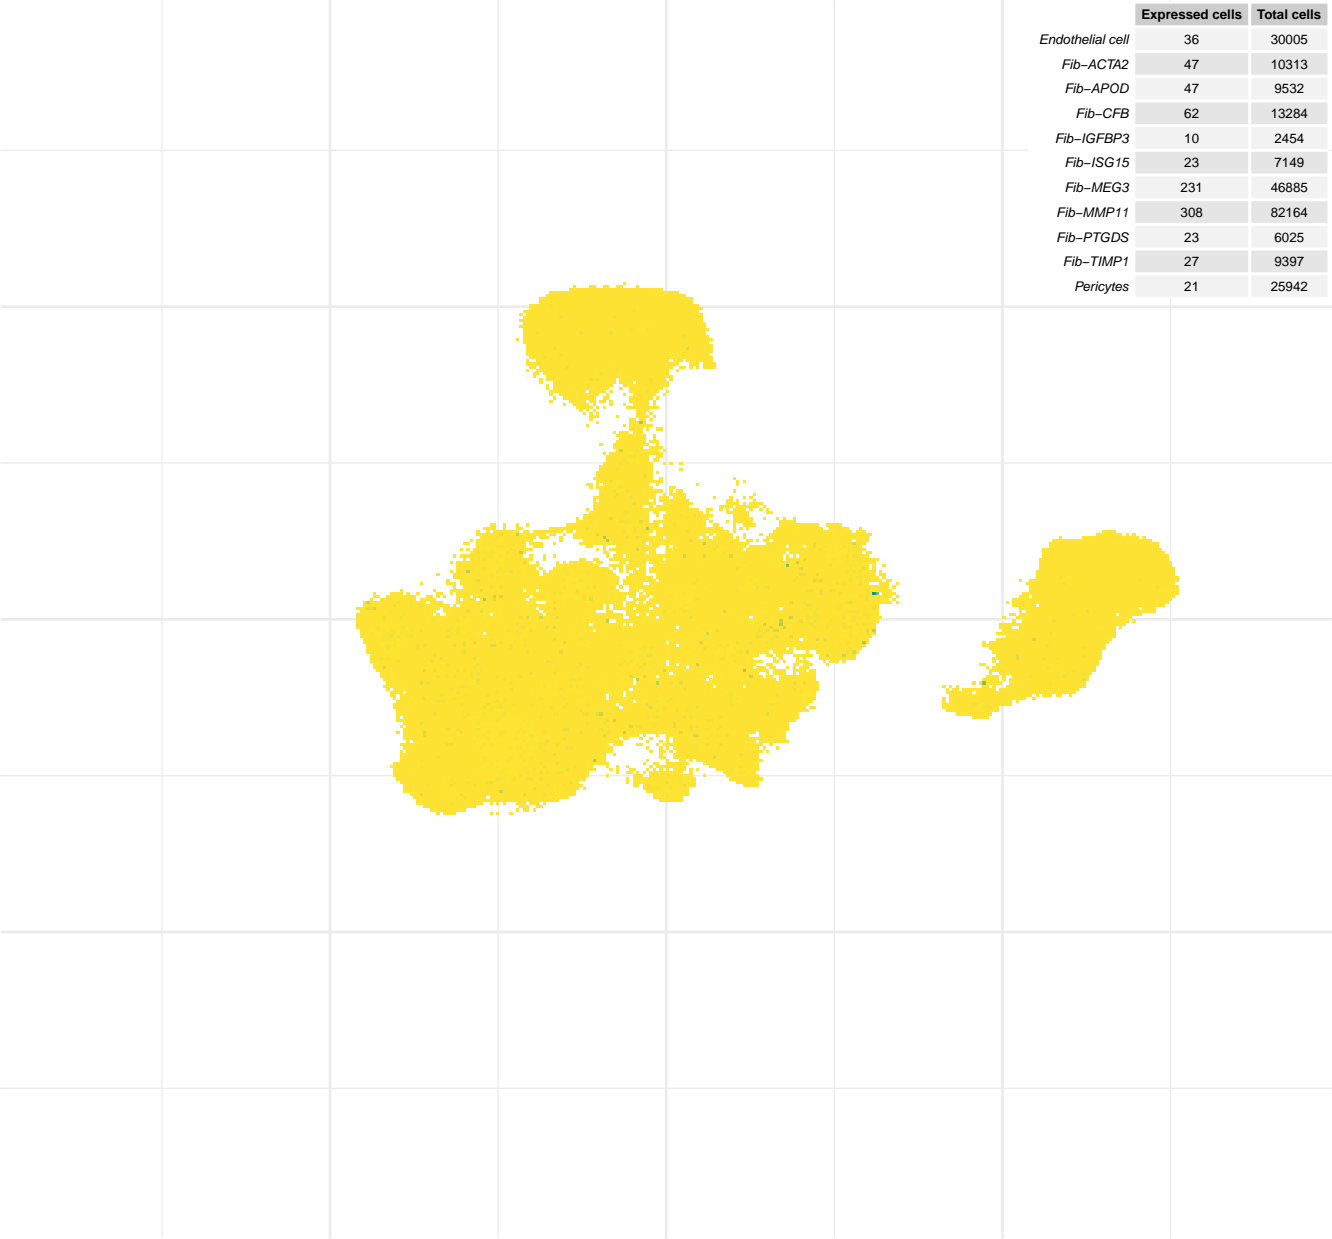 Expressed cells Total cells
Endothelial cell 36 30005
Fib−ACTA2 47 10313
Fib−APOD 47 9532
Fib−CFB 62 13284
Fib−IGFBP3 10 2454
Fib−ISG15 23 7149
Fib−MEG3 231 46885
Fib−MMP11 308 82164
Fib−PTGDS 23 6025
Fib−TIMP1 27 9397
Pericytes 21 25942